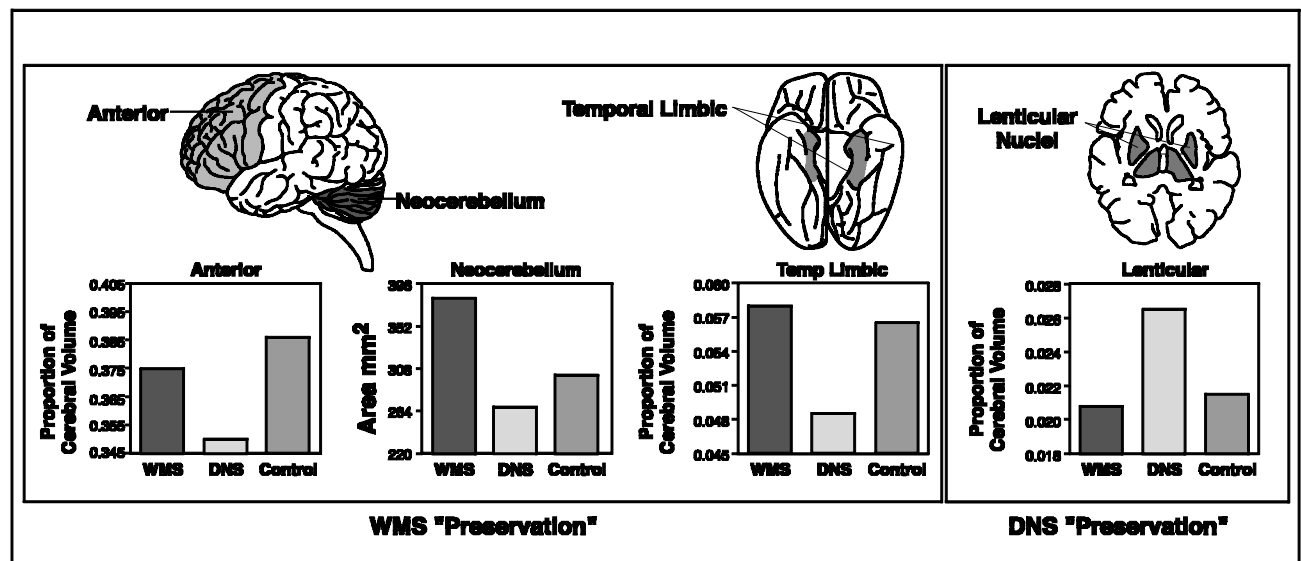 Anterior
Neocerebellum
Temporal Limbic
Lenticular
Nuclei
Anterior
Proportion of
Cerebral Volume
0.405
0.395
0.385
0.375
0.365
0.355
0.345
WMS DNS Control
Neocerebellum
Area mm²
396
352
308
264
220
WMS DNS Control
Temp Limbic
Proportion of
Cerebral Volume
0.060
0.057
0.054
0.051
0.048
0.045
WMS DNS Control
Lenticular
Proportion of
Cerebral Volume
0.028
0.026
0.024
0.022
0.020
0.018
WMS DNS Control
WMS "Preservation"
DNS "Preservation"